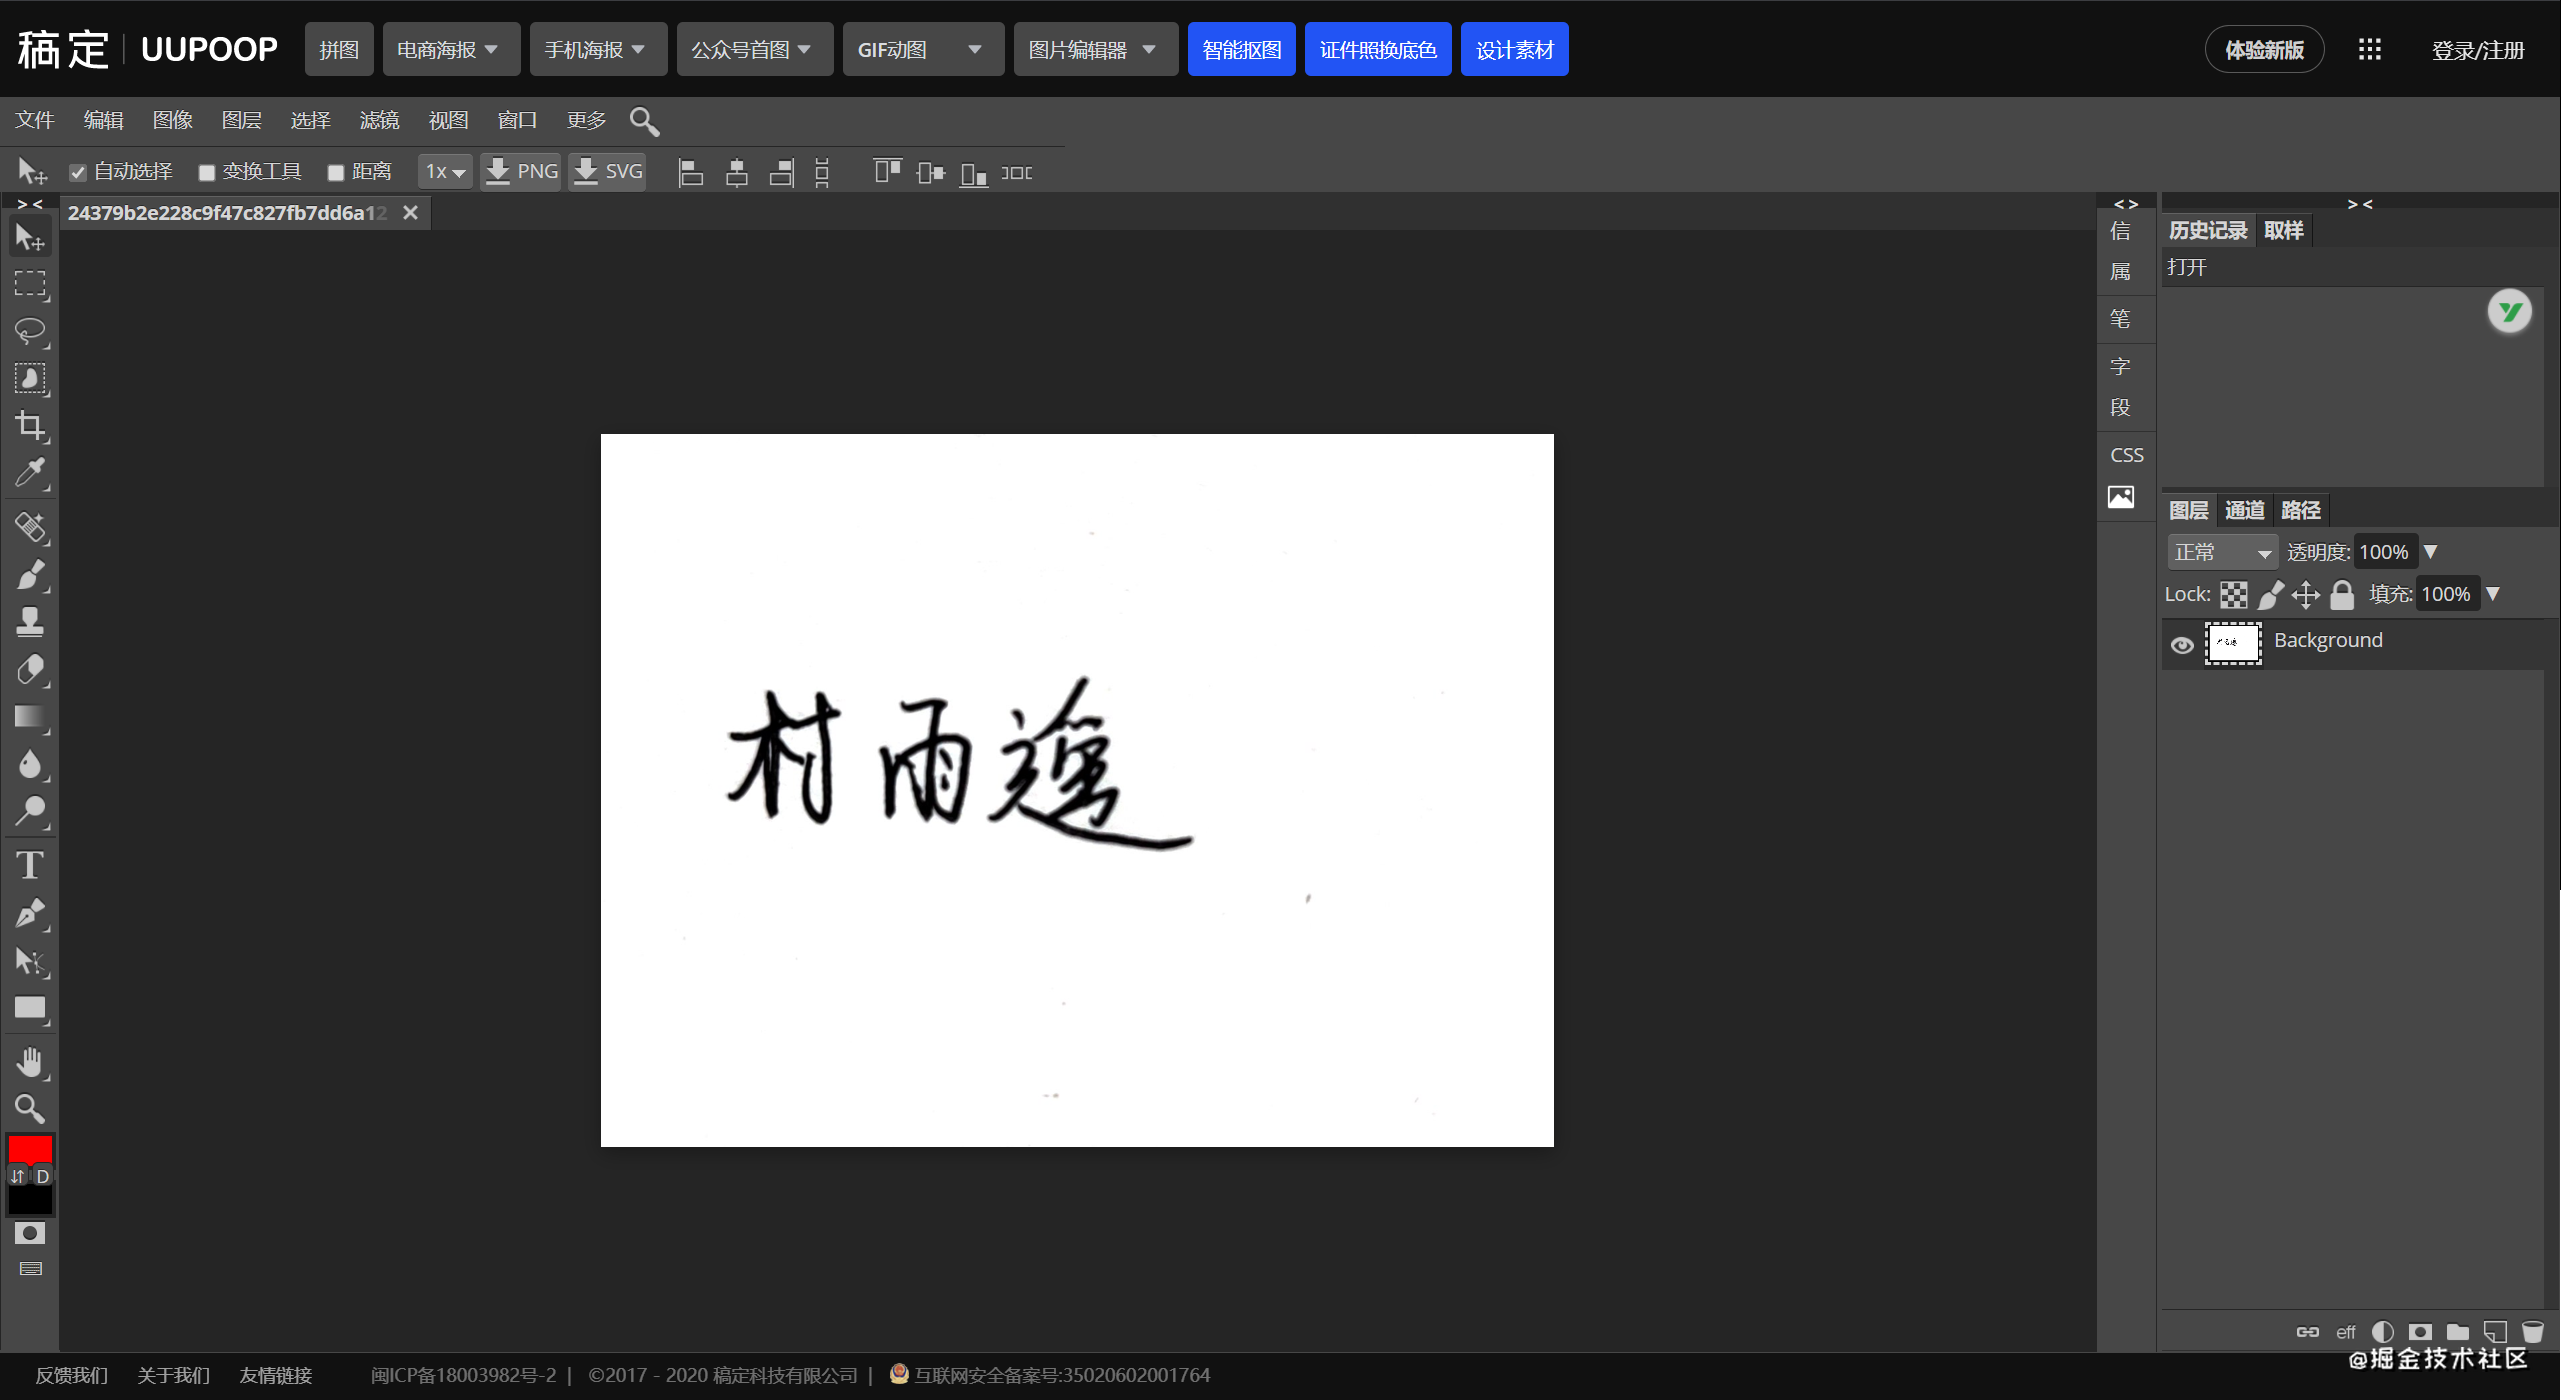 稿定 UUPOOP 拼图 电商海报 手机海报 公众号首图 GIF动图 图片编辑器 智能抠图 证件照换底色 设计素材 体验新版 登录/注册
文件 编辑 图像 图层 选择 滤镜 视图 窗口 更多
自动选择 变换工具 距离 1x PNG SVG
24379b2e228c9f47c827fb7dd6a12
信
属
笔
字
段
CSS
历史记录 取样
打开
图层 通道 路径
正常 透明度: 100%
Lock: 填充: 100%
Background
村雨遥
T
D
eff
反馈我们 关于我们 友情链接 闽ICP备18003982号-2 | ©2017 - 2020 稿定科技有限公司 | 互联网安全备案号:35020602001764
@掘金技术社区